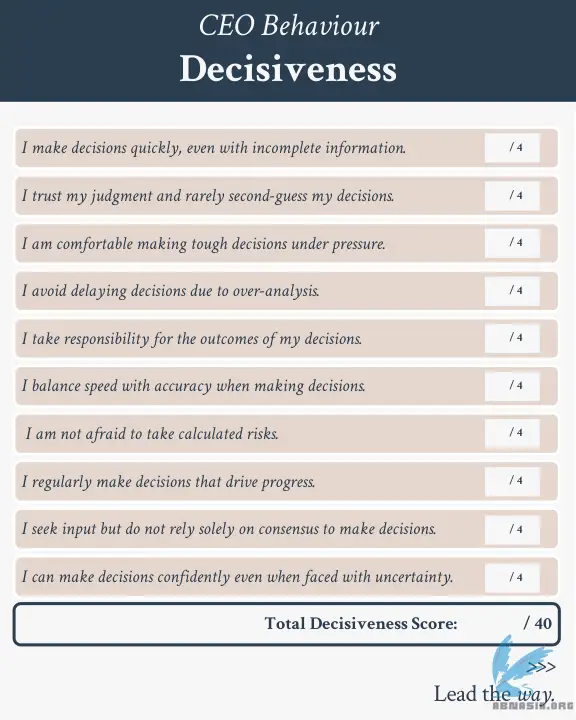 CEO Behaviour
Decisiveness
I make decisions quickly, even with incomplete information.
/ 4
I trust my judgment and rarely second-guess my decisions.
/ 4
I am comfortable making tough decisions under pressure.
/ 4
I avoid delaying decisions due to over-analysis.
/ 4
I take responsibility for the outcomes of my decisions.
/ 4
I balance speed with accuracy when making decisions.
/ 4
I am not afraid to take calculated risks.
/ 4
I regularly make decisions that drive progress.
/ 4
I seek input but do not rely solely on consensus to make decisions.
/ 4
I can make decisions confidently even when faced with uncertainty.
/ 4
Total Decisiveness Score: / 40
>>>
Lead the way.
ABMASIA.ORG